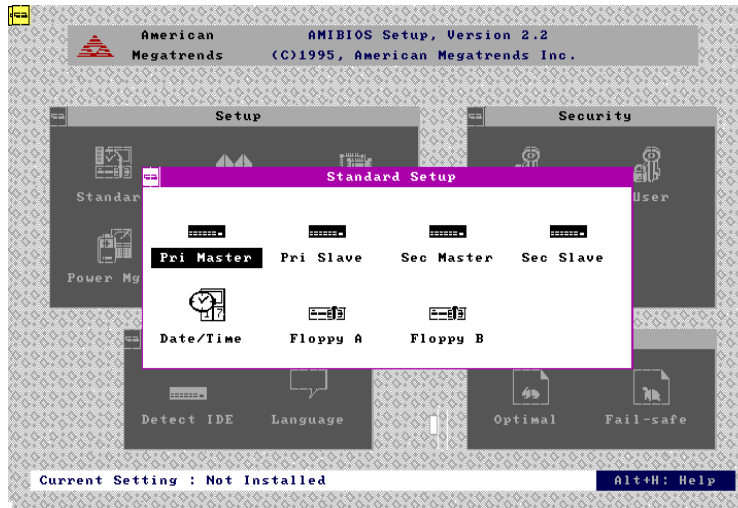 American
Megatrends
AMIBIOS Setup, Version 2.2
(C)1995, American Megatrends Inc.
Setup
Security
Standar
User
Power Mg
Standard Setup
Pri Master
Pri Slave
Sec Master
Sec Slave
Date/Time
Floppy A
Floppy B
Detect IDE
Language
Optimal
Fail-safe
Current Setting : Not Installed
Alt+H: Help